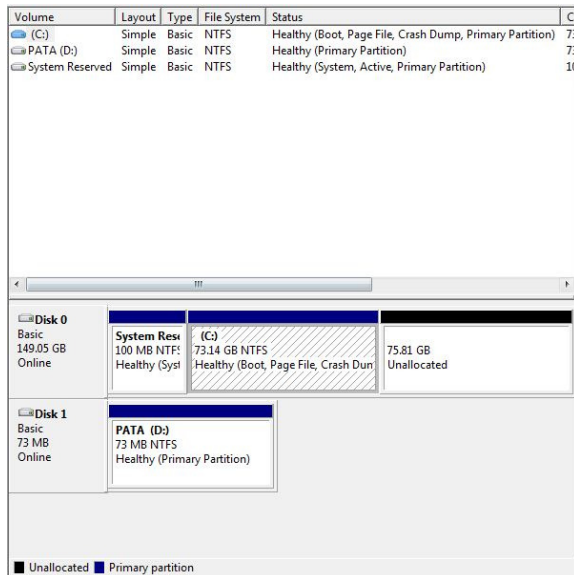 Volume Layout Type File System Status C
(C:) Simple Basic NTFS Healthy (Boot, Page File, Crash Dump, Primary Partition) 73
PATA (D:) Simple Basic NTFS Healthy (Primary Partition) 73
System Reserved Simple Basic NTFS Healthy (System, Active, Primary Partition) 10
Disk 0
Basic
149.05 GB
Online
System Rese
100 MB NTFS
Healthy (Syst
(C:)
73.14 GB NTFS
Healthy (Boot, Page File, Crash Dun
75.81 GB
Unallocated
Disk 1
Basic
73 MB
Online
PATA (D:)
73 MB NTFS
Healthy (Primary Partition)
Unallocated Primary partition